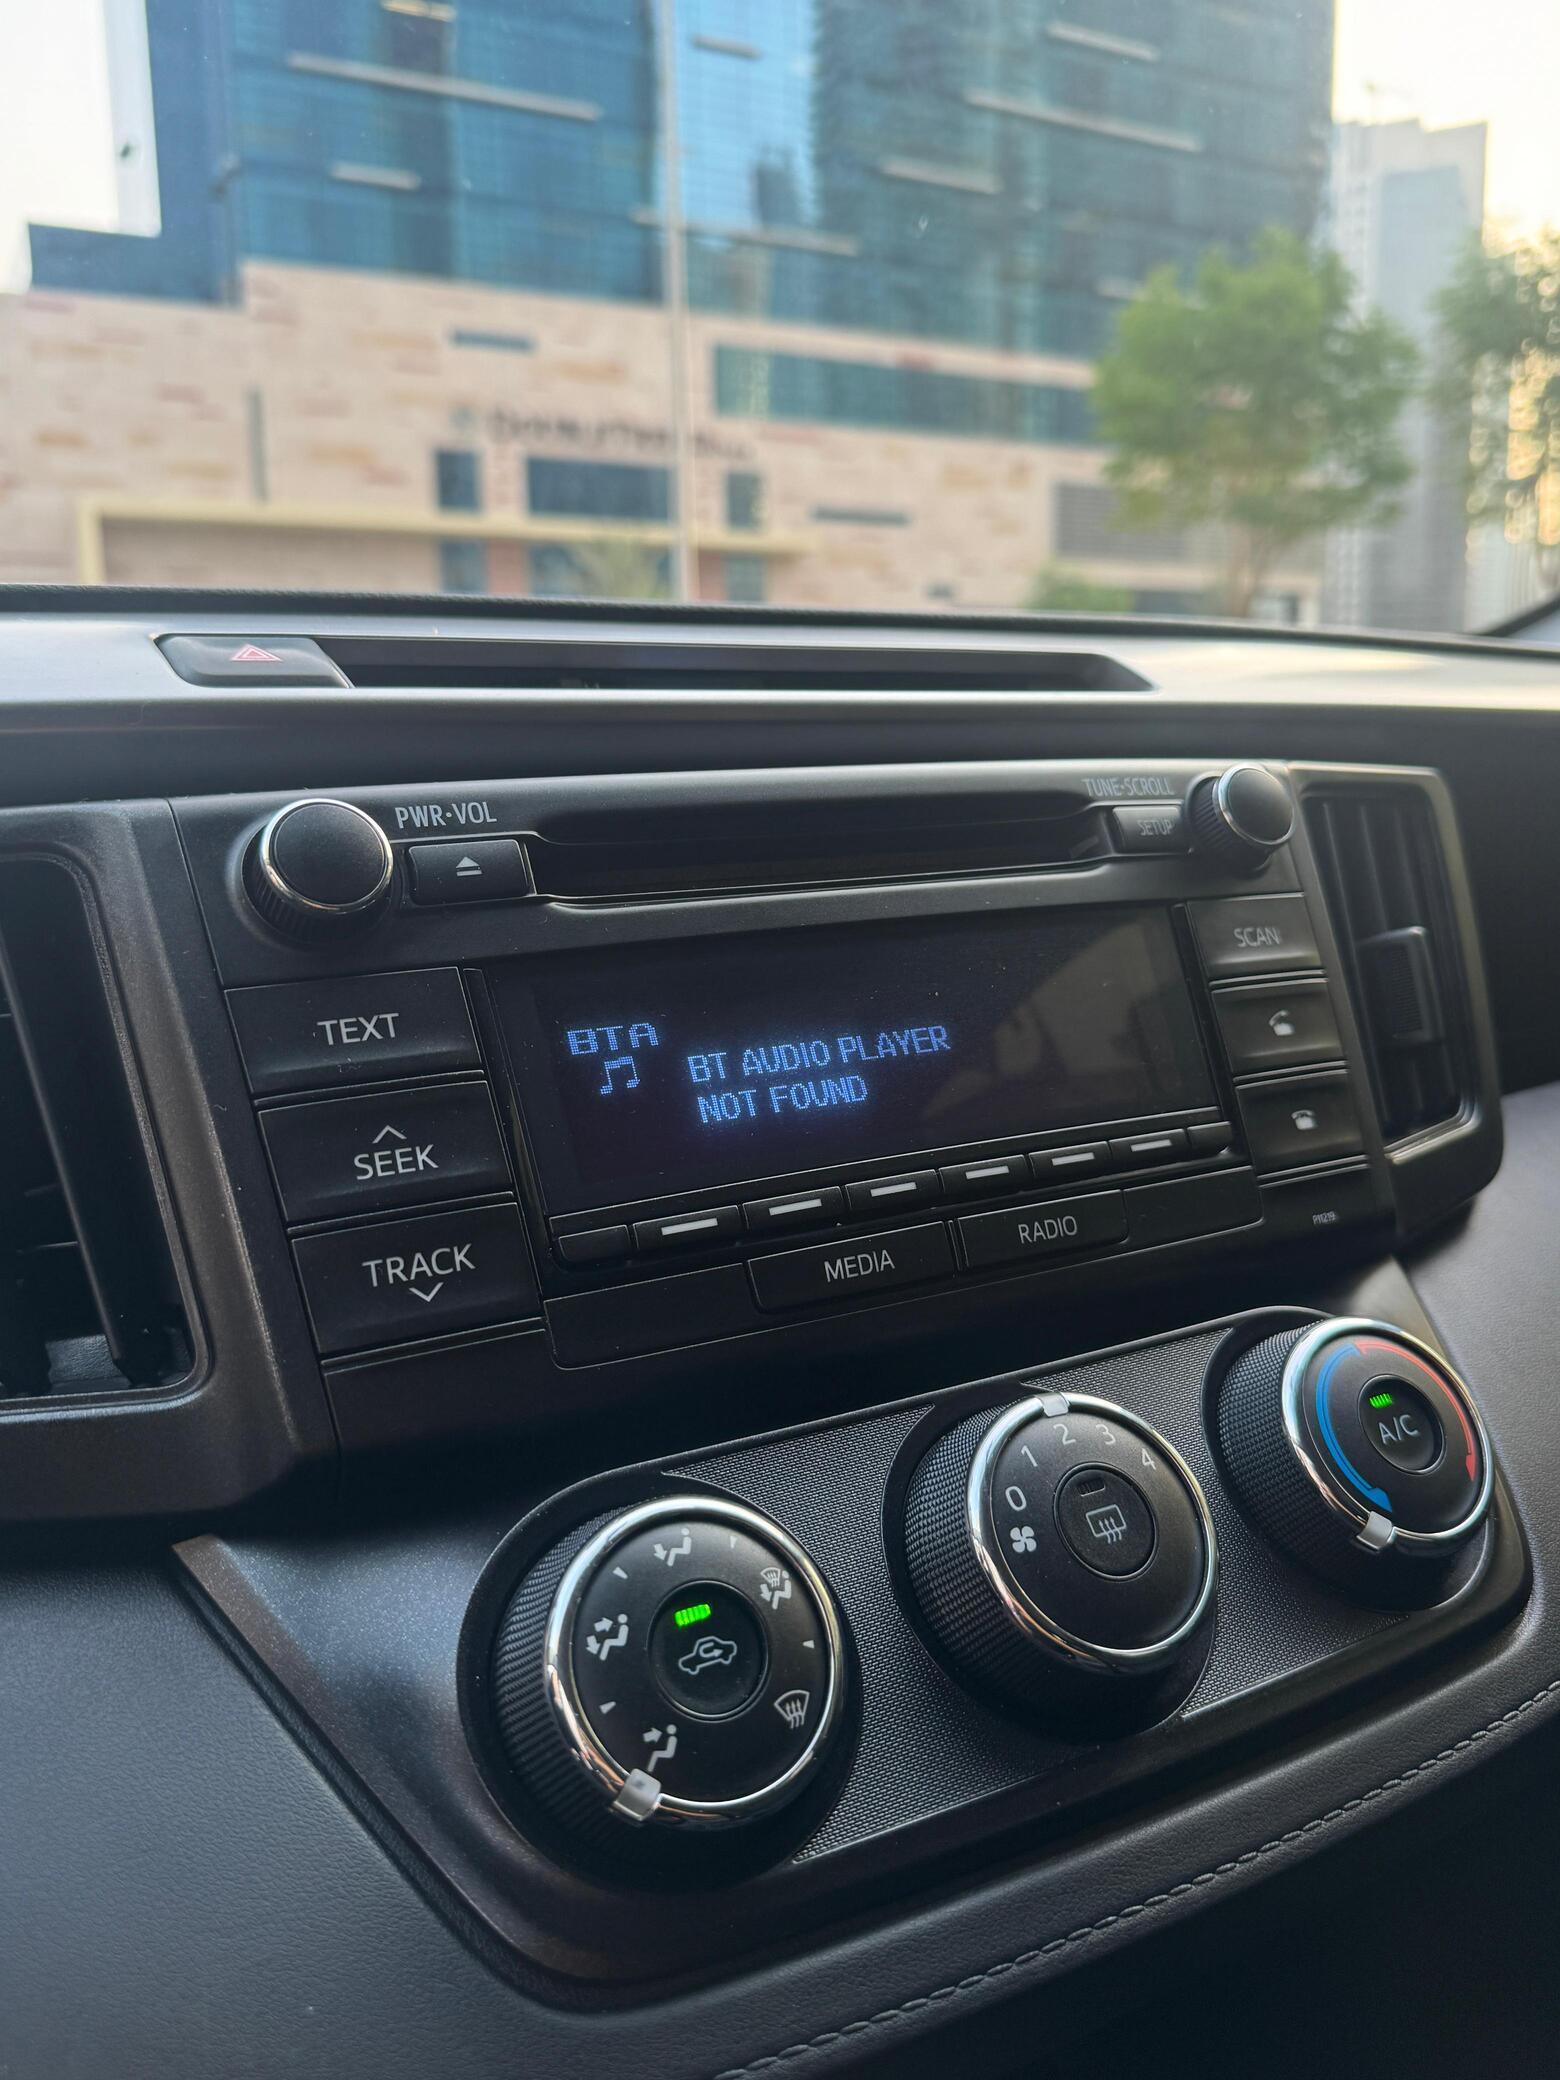 PWR·VOL
TUNE·SCROLL
SETUP
SCAN
TEXT
SEEK
TRACK
BTA
BT AUDIO PLAYER
NOT FOUND
MEDIA
RADIO
P11219
0 1 2 3 4
A/C